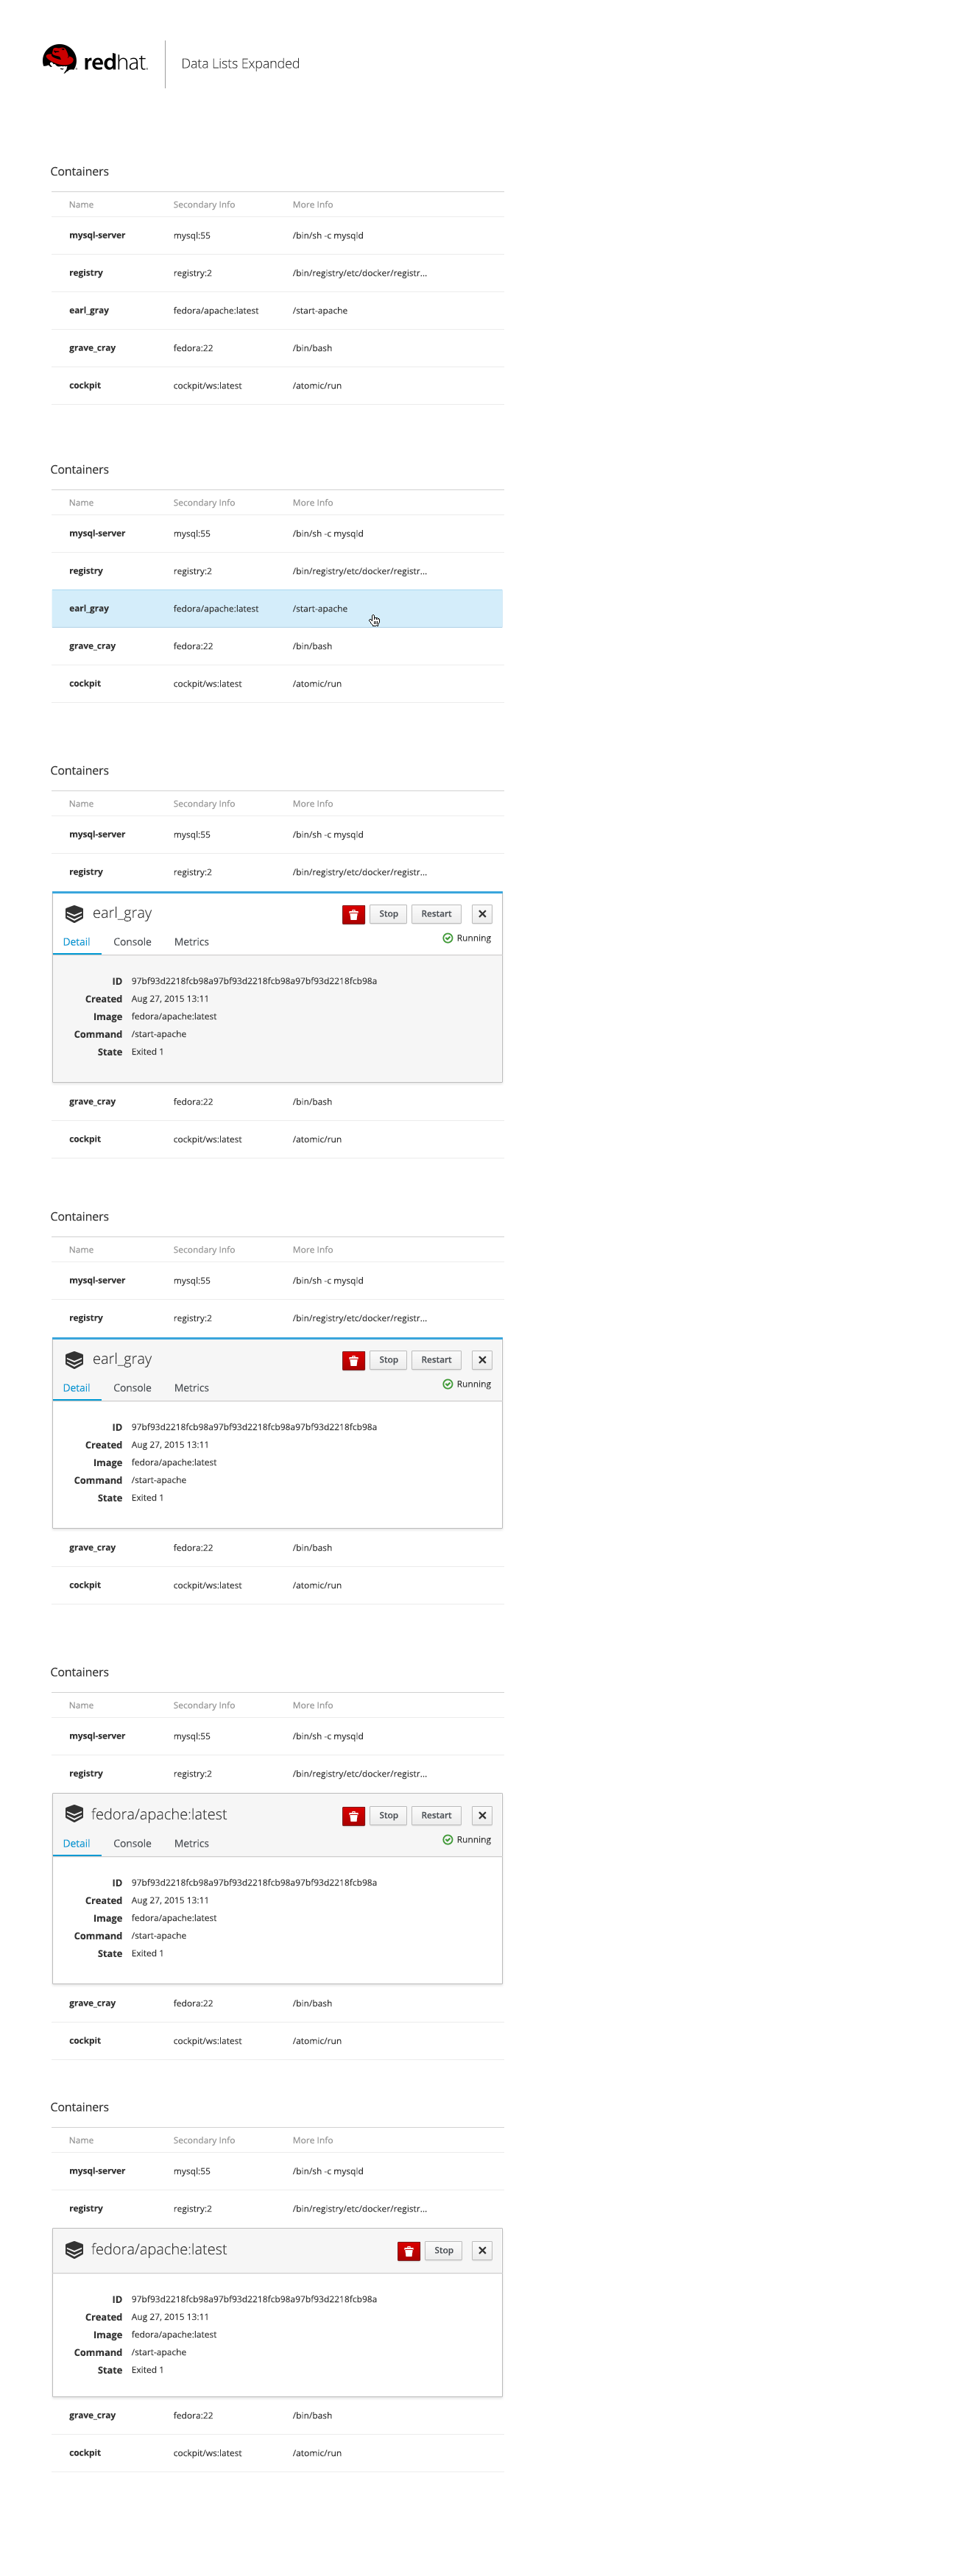 redhat. Data Lists Expanded
Containers
Name Secondary Info More Info
mysql-server mysql:55 /bin/sh -c mysqld
registry registry:2 /bin/registry/etc/docker/registr...
earl_gray fedora/apache:latest /start-apache
grave_cray fedora:22 /bin/bash
cockpit cockpit/ws:latest /atomic/run
Containers
Name Secondary Info More Info
mysql-server mysql:55 /bin/sh -c mysqld
registry registry:2 /bin/registry/etc/docker/registr...
earl_gray fedora/apache:latest /start-apache
grave_cray fedora:22 /bin/bash
cockpit cockpit/ws:latest /atomic/run
Containers
Name Secondary Info More Info
mysql-server mysql:55 /bin/sh -c mysqld
registry registry:2 /bin/registry/etc/docker/registr...
earl_gray Stop Restart
Detail Console Metrics Running
ID 97bf93d2218fcb98a97bf93d2218fcb98a97bf93d2218fcb98a
Created Aug 27, 2015 13:11
Image fedora/apache:latest
Command /start-apache
State Exited 1
grave_cray fedora:22 /bin/bash
cockpit cockpit/ws:latest /atomic/run
Containers
Name Secondary Info More Info
mysql-server mysql:55 /bin/sh -c mysqld
registry registry:2 /bin/registry/etc/docker/registr...
earl_gray Stop Restart
Detail Console Metrics Running
ID 97bf93d2218fcb98a97bf93d2218fcb98a97bf93d2218fcb98a
Created Aug 27, 2015 13:11
Image fedora/apache:latest
Command /start-apache
State Exited 1
grave_cray fedora:22 /bin/bash
cockpit cockpit/ws:latest /atomic/run
Containers
Name Secondary Info More Info
mysql-server mysql:55 /bin/sh -c mysqld
registry registry:2 /bin/registry/etc/docker/registr...
fedora/apache:latest Stop Restart
Detail Console Metrics Running
ID 97bf93d2218fcb98a97bf93d2218fcb98a97bf93d2218fcb98a
Created Aug 27, 2015 13:11
Image fedora/apache:latest
Command /start-apache
State Exited 1
grave_cray fedora:22 /bin/bash
cockpit cockpit/ws:latest /atomic/run
Containers
Name Secondary Info More Info
mysql-server mysql:55 /bin/sh -c mysqld
registry registry:2 /bin/registry/etc/docker/registr...
fedora/apache:latest Stop
ID 97bf93d2218fcb98a97bf93d2218fcb98a97bf93d2218fcb98a
Created Aug 27, 2015 13:11
Image fedora/apache:latest
Command /start-apache
State Exited 1
grave_cray fedora:22 /bin/bash
cockpit cockpit/ws:latest /atomic/run